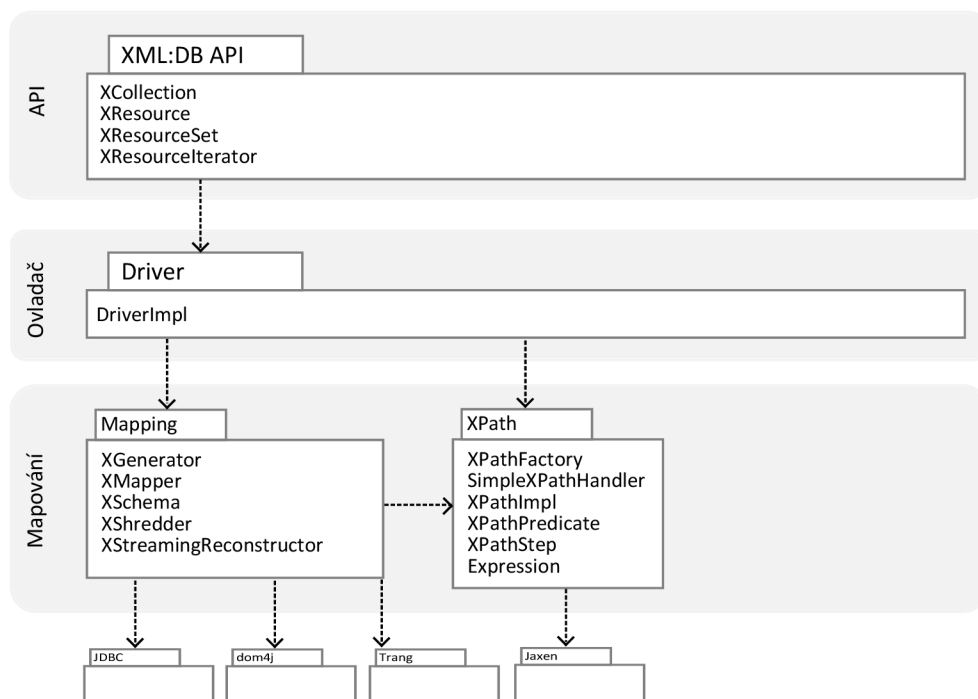 API
XML:DB API
XCollection
XResource
XResourceSet
XResourceIterator
Ovladač
Driver
DriverImpl
Mapování
Mapping
XGenerator
XMapper
XSchema
XShredder
XStreamingReconstructor
XPath
XPathFactory
SimpleXPathHandler
XPathImpl
XPathPredicate
XPathStep
Expression
JDBC
dom4j
Trang
Jaxen